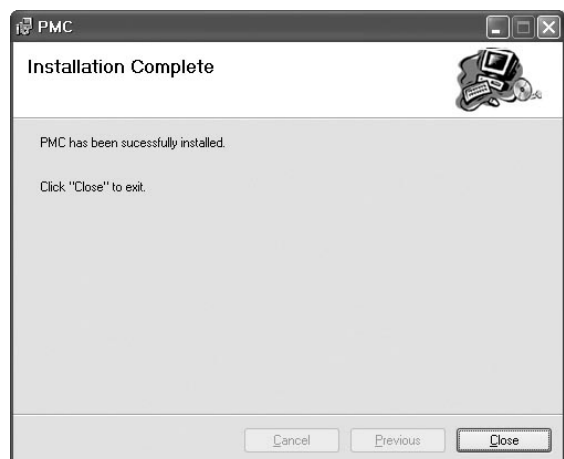 PMC
Installation Complete
PMC has been sucessfully installed.
Click "Close" to exit.
Cancel
Previous
Close